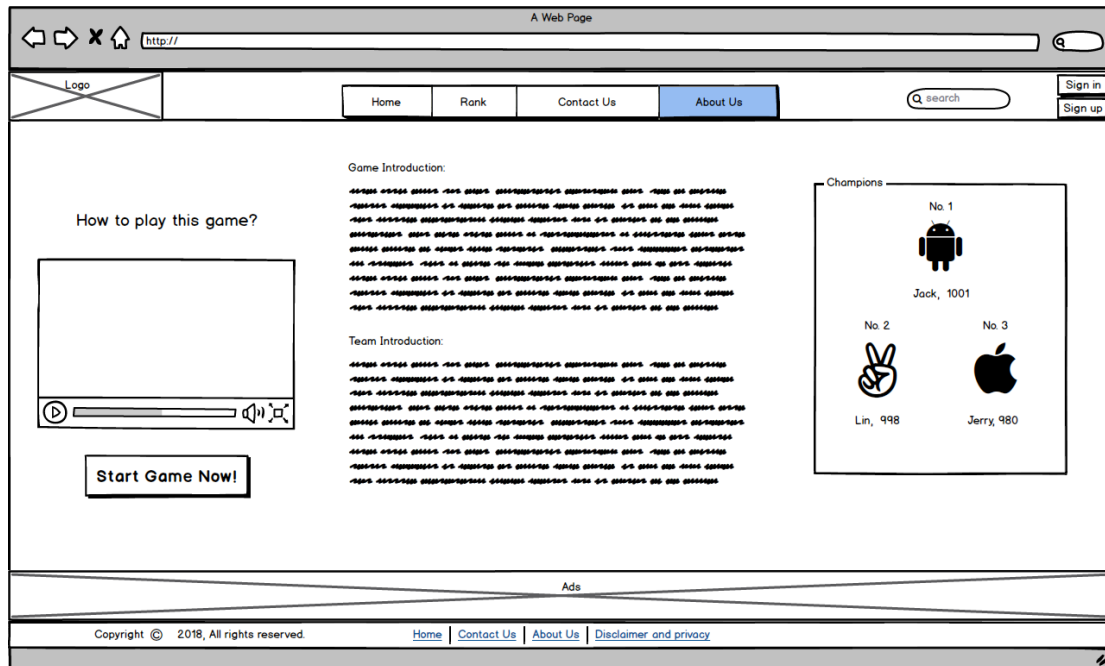 A Web Page
http://
Logo
Home
Rank
Contact Us
About Us
search
Sign in
Sign up
How to play this game?
Start Game Now!
Game Introduction:
Team Introduction:
Champions
No. 1
Jack, 1001
No. 2
No. 3
Lin, 998
Jerry, 980
Ads
Copyright © 2018, All rights reserved.
Home
Contact Us
About Us
Disclaimer and privacy